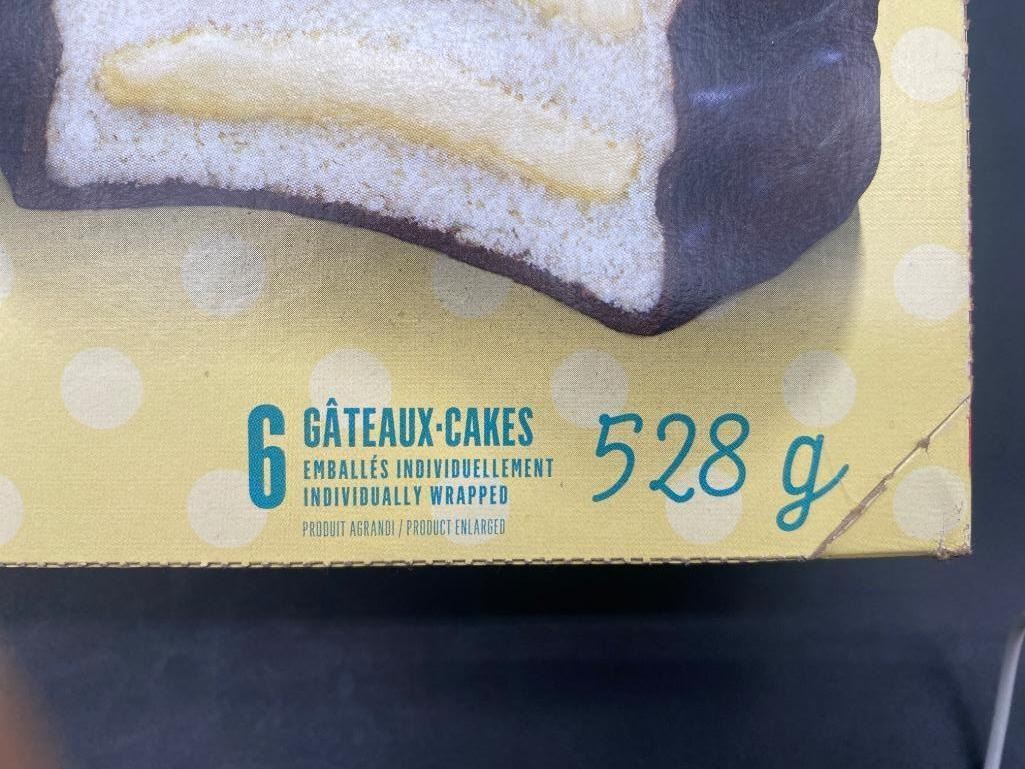 6 GÂTEAUX·CAKES
EMBALLÉS INDIVIDUELLEMENT
INDIVIDUALLY WRAPPED
PRODUIT AGRANDI / PRODUCT ENLARGED
528 g